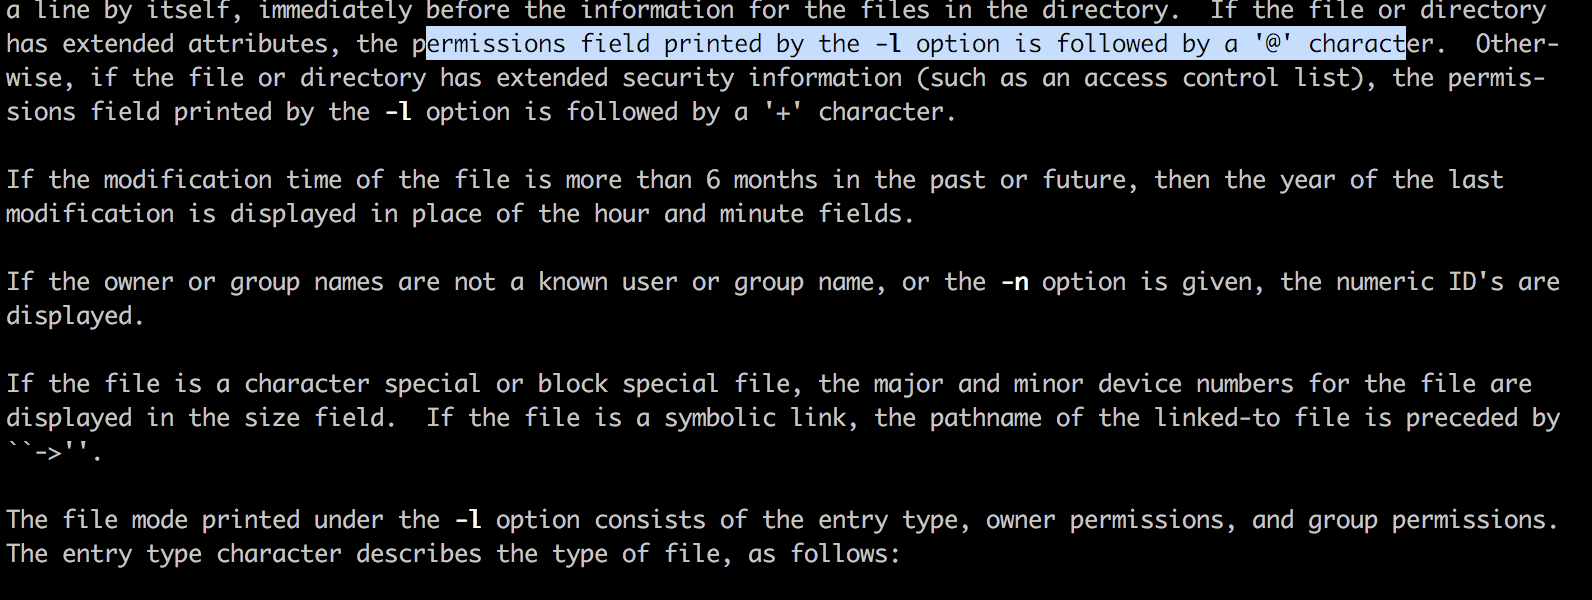 a line by itself, immediately before the information for the files in the directory.  If the file or directory
has extended attributes, the permissions field printed by the -l option is followed by a '@' character.  Other-
wise, if the file or directory has extended security information (such as an access control list), the permis-
sions field printed by the -l option is followed by a '+' character.

If the modification time of the file is more than 6 months in the past or future, then the year of the last
modification is displayed in place of the hour and minute fields.

If the owner or group names are not a known user or group name, or the -n option is given, the numeric ID's are
displayed.

If the file is a character special or block special file, the major and minor device numbers for the file are
displayed in the size field.  If the file is a symbolic link, the pathname of the linked-to file is preceded by
``->''.

The file mode printed under the -l option consists of the entry type, owner permissions, and group permissions.
The entry type character describes the type of file, as follows: